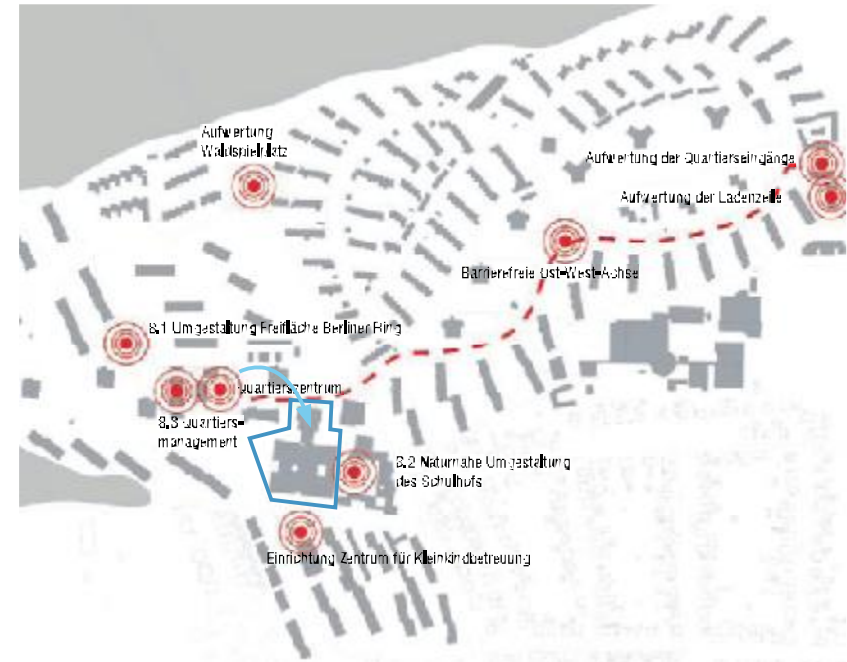 Aufwertung
Waldspielplatz
Aufwertung der Quartierseingänge
Aufwertung der Ladenzeile
Barrierefreie Ost-West-Achse
8.1 Umgestaltung Freifläche Berliner Ring
Quartierszentrum
8.3 Quartiers-
management
8.2 Naturnahe Umgestaltung
des Schulhofs
Einrichtung Zentrum für Kleinkindbetreuung